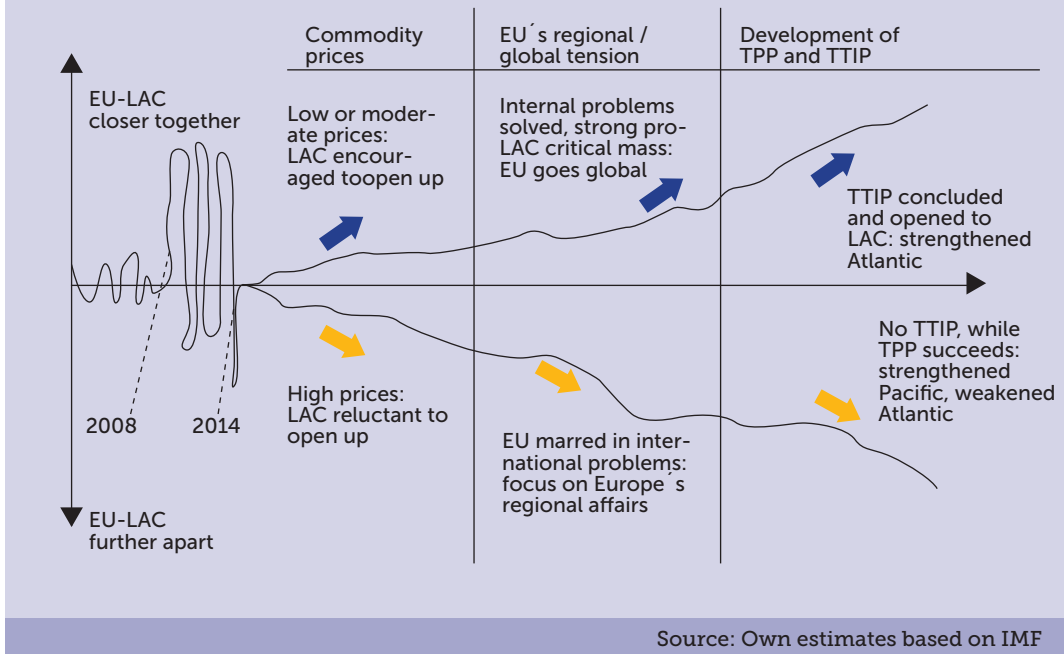 Commodity
prices
EU´s regional /
global tension
Development of
TPP and TTIP
EU-LAC
closer together
Low or moder-
ate prices:
LAC encour-
aged toopen up
Internal problems
solved, strong pro-
LAC critical mass:
EU goes global
TTIP concluded
and opened to
LAC: strengthened
Atlantic
2008
2014
High prices:
LAC reluctant to
open up
EU marred in inter-
national problems:
focus on Europe´s
regional affairs
No TTIP, while
TPP succeeds:
strengthened
Pacific, weakened
Atlantic
EU-LAC
further apart
Source: Own estimates based on IMF